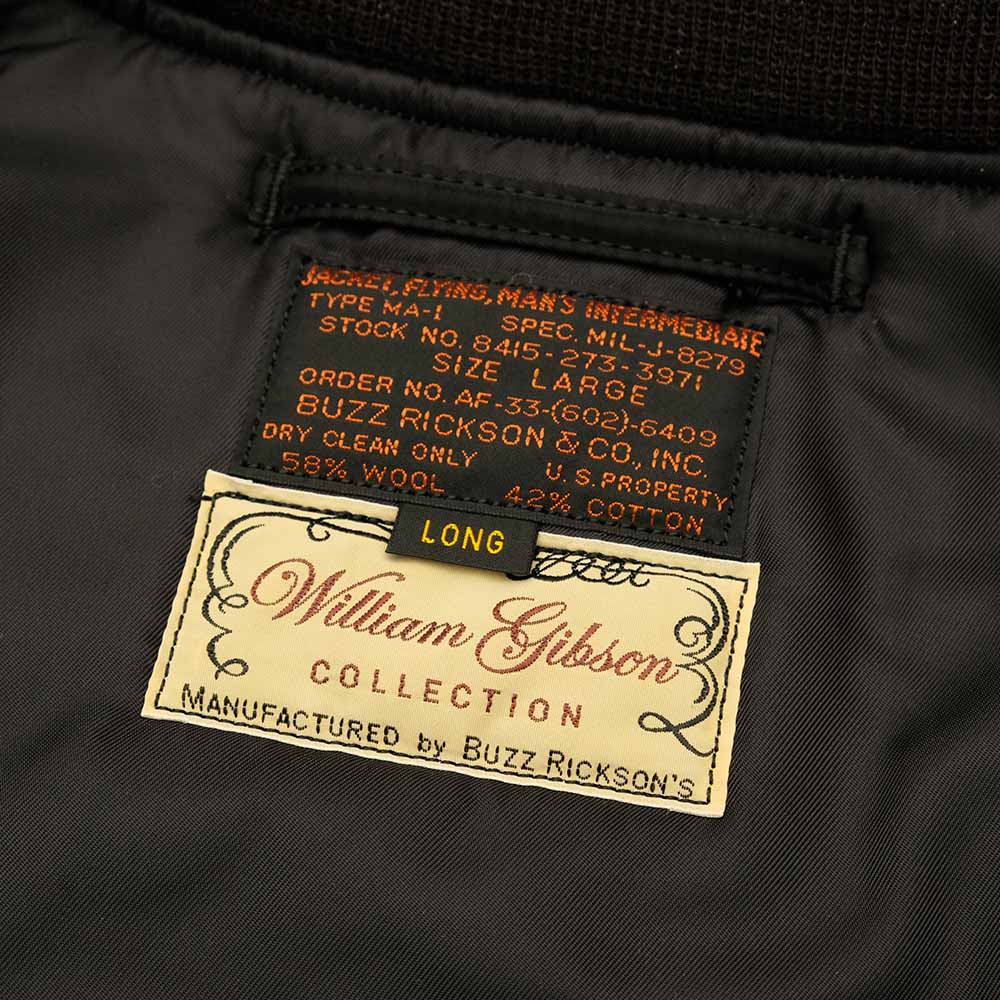 JACKET, FLYING, MAN'S INTERMEDIATE
TYPE MA-1 SPEC. MIL-J-8279
STOCK NO. 8415-273-3971
SIZE LARGE
ORDER NO. AF-33-(602)-6409
BUZZ RICKSON & CO., INC.
DRY CLEAN ONLY U.S. PROPERTY
58% WOOL 42% COTTON
LONG
William Gibson
COLLECTION
MANUFACTURED by BUZZ RICKSON'S